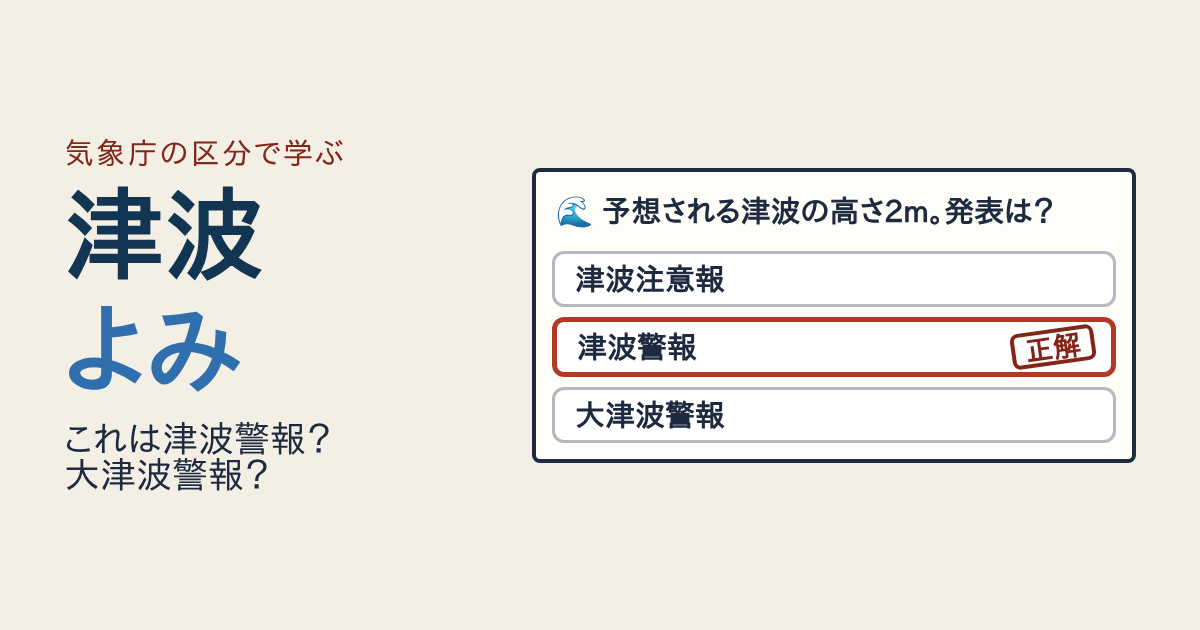 気象庁の区分で学ぶ
津波
よみ
これは津波警報？
大津波警報？
🌊 予想される津波の高さ2m。発表は？
津波注意報
津波警報
正解
大津波警報